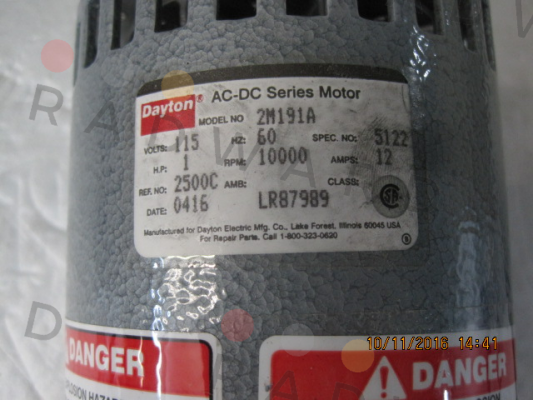 Dayton® AC-DC Series Motor
MODEL NO 2M191A
VOLTS: 115 HZ: 60 SPEC. NO: 5122
H.P: 1 RPM: 10000 AMPS: 12
REF. NO: 2500C AMB: CLASS:
DATE: 0416 LR87989
Manufactured for Dayton Electric Mfg. Co., Lake Forest, Illinois 60045 USA
For Repair Parts, Call 1-800-323-0620
10/11/2016 14:41
DANGER
DANGER